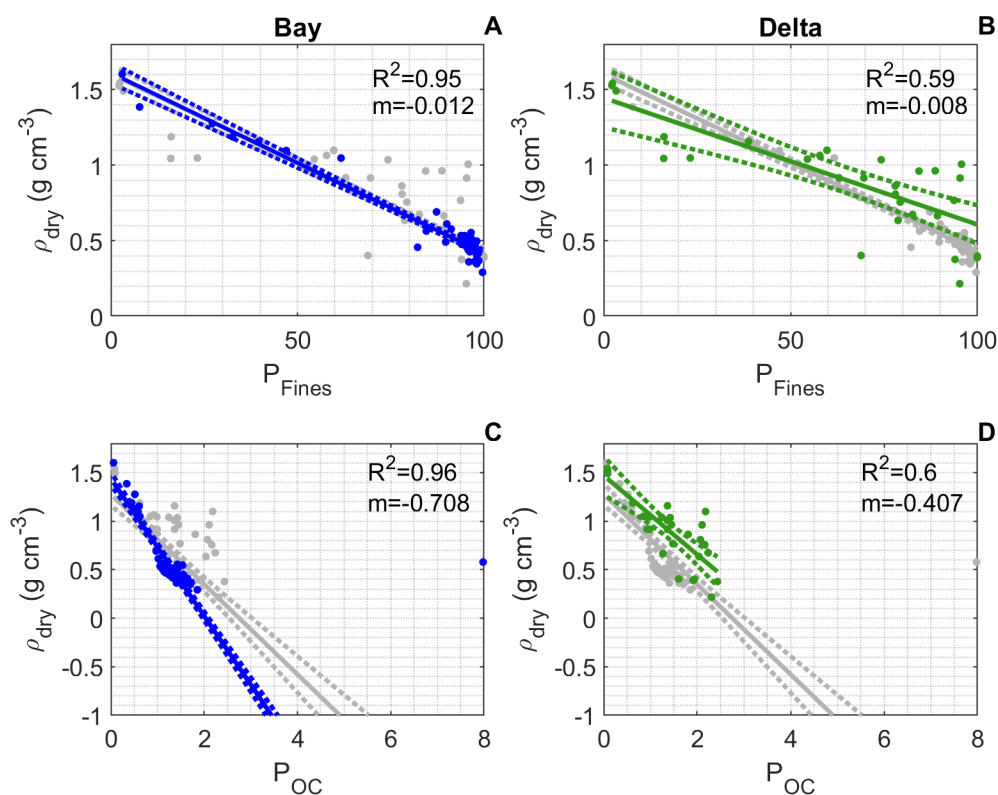 Bay
A
R²=0.95
m=-0.012
1.5
1
0.5
0
ρdry (g cm⁻³)
0 50 100
PFines
Delta
B
R²=0.59
m=-0.008
1.5
1
0.5
0
ρdry (g cm⁻³)
0 50 100
PFines
C
R²=0.96
m=-0.708
1.5
1
0.5
0
-0.5
-1
ρdry (g cm⁻³)
0 2 4 6 8
POC
D
R²=0.6
m=-0.407
1.5
1
0.5
0
-0.5
-1
ρdry (g cm⁻³)
0 2 4 6 8
POC